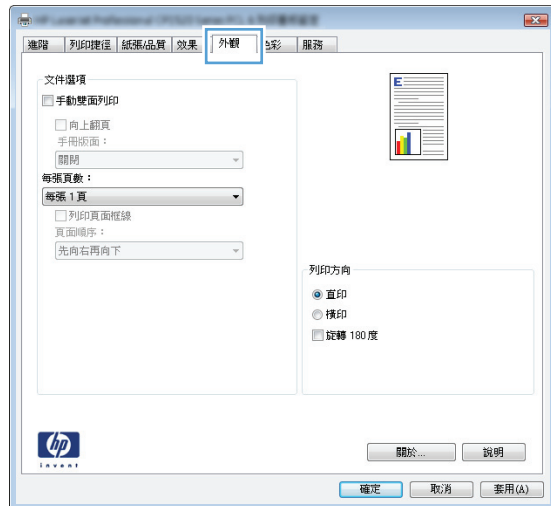 進階 列印捷徑 紙張/品質 效果 外觀 色彩 服務
文件選項
手動雙面列印
向上翻頁
手冊版面：
關閉
每張頁數：
每張 1 頁
列印頁面框線
頁面順序：
先向右再向下
E
列印方向
直印
橫印
旋轉 180 度
hp
invent
關於... 說明
確定 取消 套用(A)